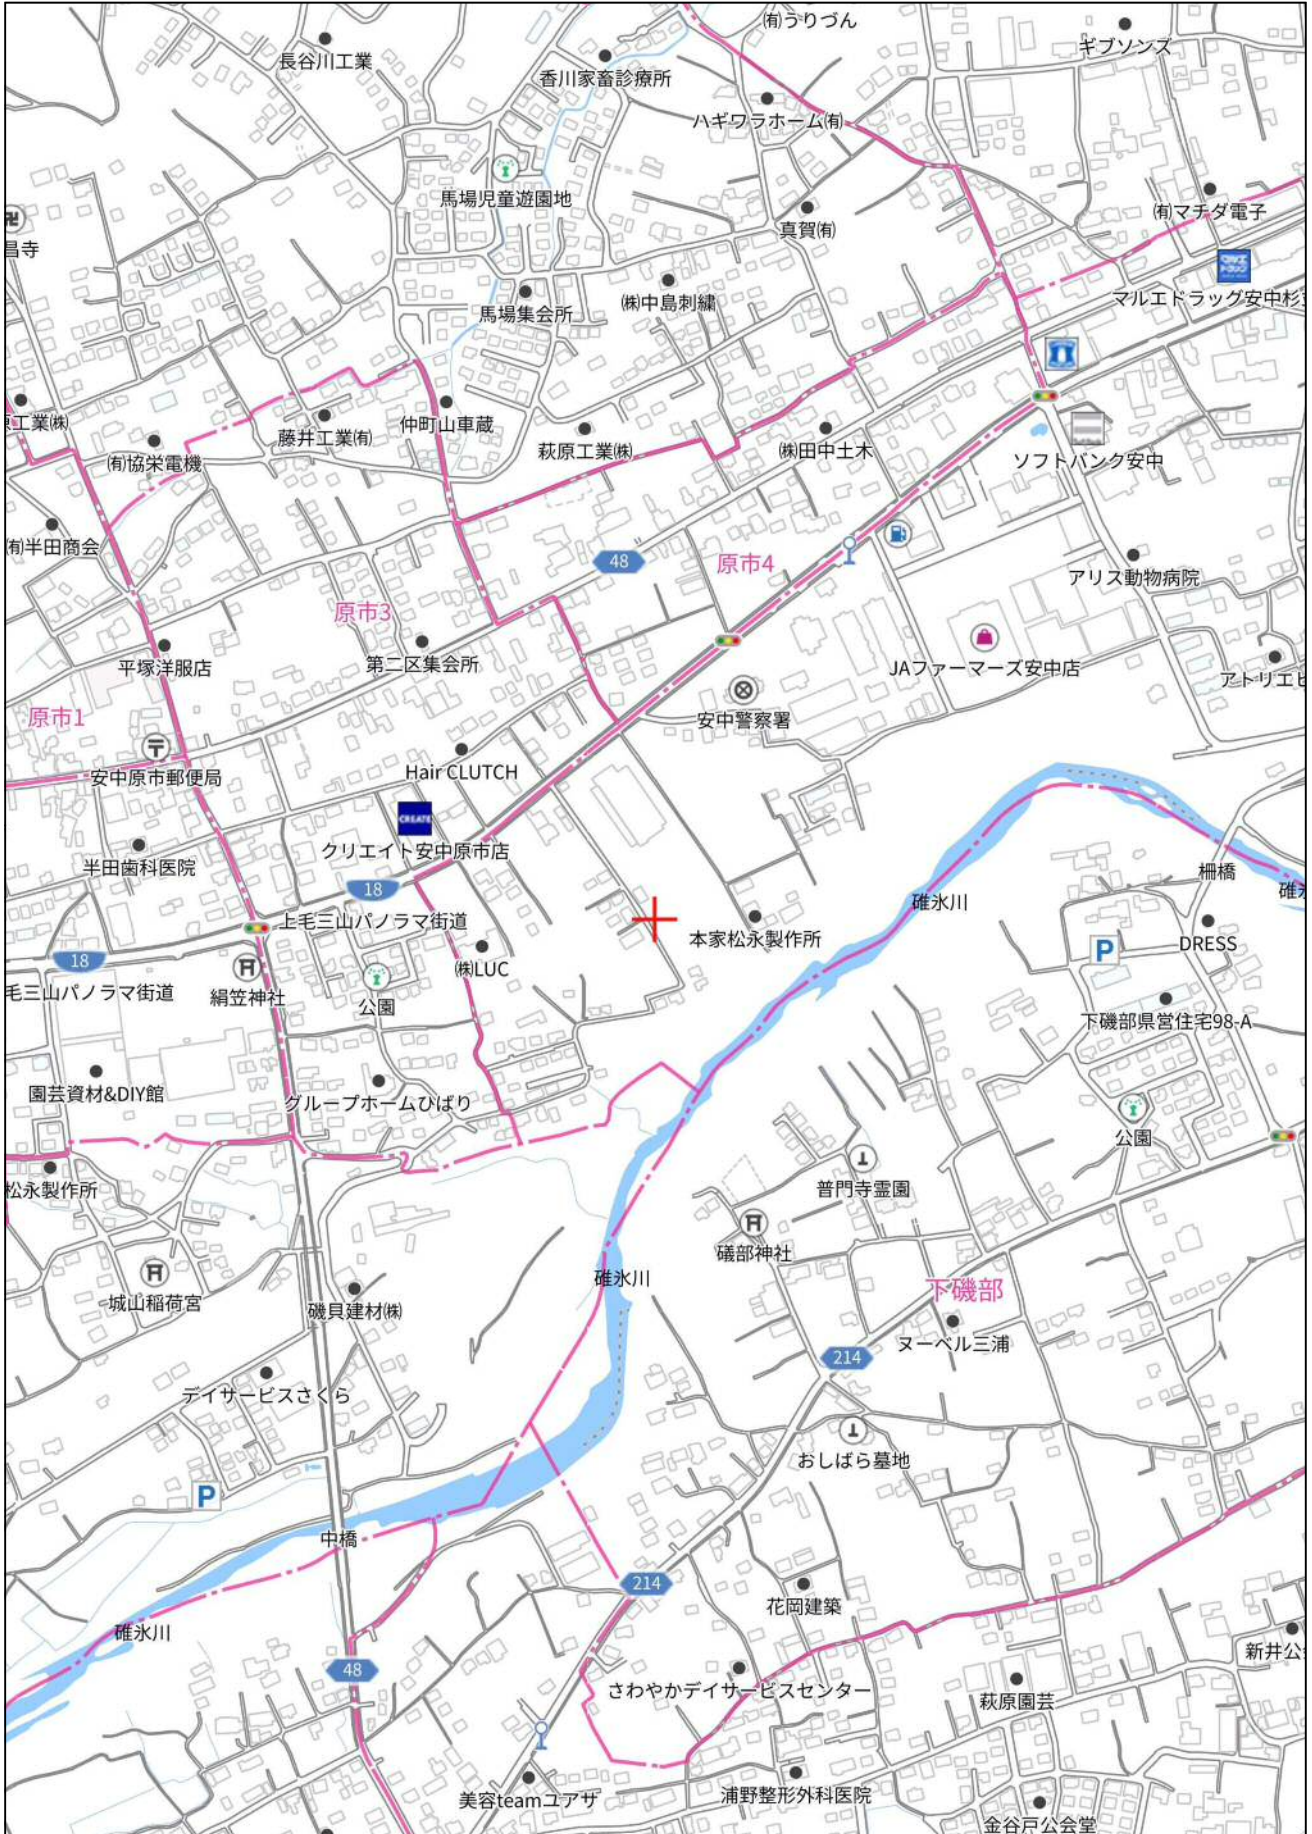 (有)うりづん
ギブソンズ
長谷川工業
香川家畜診療所
ハギワラホーム(有)
馬場児童遊園地
(有)マチダ電子
真賀(有)
昌寺
マルエドラッグ安中杉
(株)中島刺繍
馬場集会所
工業(株)
仲町山車蔵
藤井工業(有)
萩原工業(株)
(株)田中土木
(有)協栄電機
ソフトバンク安中
(有)半田商会
48
原市4
アリス動物病院
原市3
平塚洋服店
第二区集会所
JAファーマーズ安中店
アトリエヒ
原市1
安中警察署
安中原市郵便局
Hair CLUTCH
CREATE
クリエイト安中原市店
半田歯科医院
18
柵橋
碓氷川
碓氷
上毛三山パノラマ街道
本家松永製作所
DRESS
P
18
(株)LUC
毛三山パノラマ街道
絹笠神社
公園
下磯部県営住宅98-A
園芸資材&DIY館
グループホームひばり
公園
松永製作所
普門寺霊園
磯部神社
碓氷川
下磯部
城山稲荷宮
磯貝建材(株)
ヌーベル三浦
214
デイサービスさくら
おしばら墓地
P
中橋
214
花岡建築
碓氷川
新井公
48
さわやかデイサービスセンター
萩原園芸
美容teamユアサ
浦野整形外科医院
金谷戸公会堂